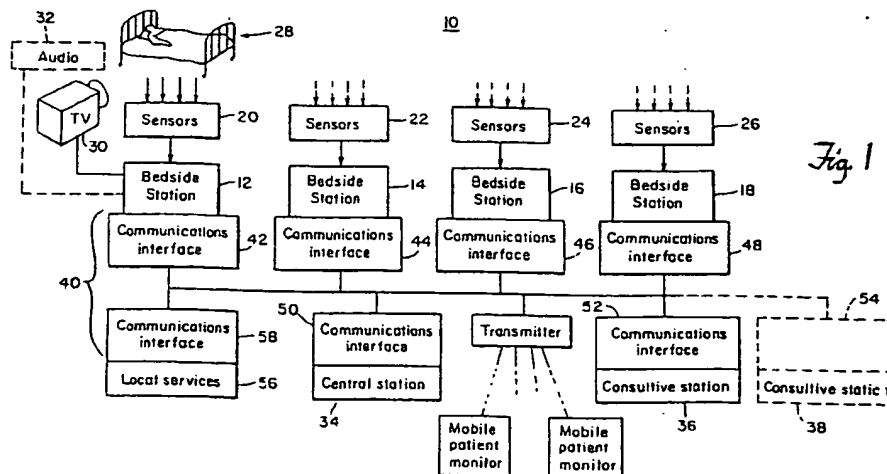 32
Audio
28
10
TV
30
Sensors
20
Sensors
22
Sensors
24
Sensors
26
Fig. 1
Bedside
Station
12
Bedside
Station
14
Bedside
Station
16
Bedside
Station
18
Communications
interface
42
Communications
interface
44
Communications
interface
46
Communications
interface
48
40
Communications
interface
58
Local services
56
50
Communications
interface
Central station
34
Transmitter
Mobile
patient
monitor
Mobile
patient
monitor
52
Communications
interface
Consultive station
36
54
Consultive static
38